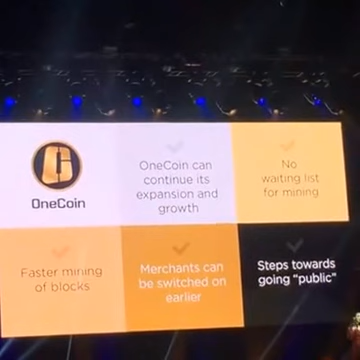 OneCoin
OneCoin can
continue its
expansion and
growth
No
waiting list
for mining
Faster mining
of blocks
Merchants can
be switched on
earlier
Steps towards
going "public"